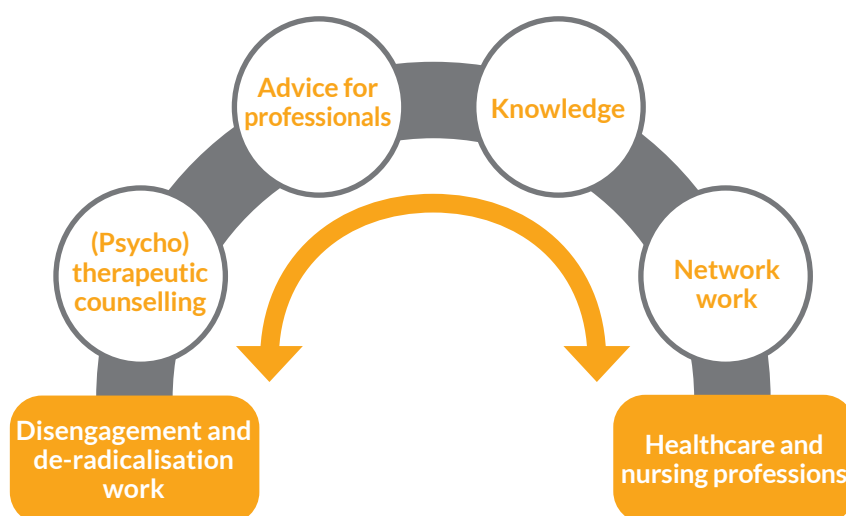 Advice for
professionals
Knowledge
(Psycho)
therapeutic
counselling
Network
work
Disengagement and
de-radicalisation
work
Healthcare and
nursing professions